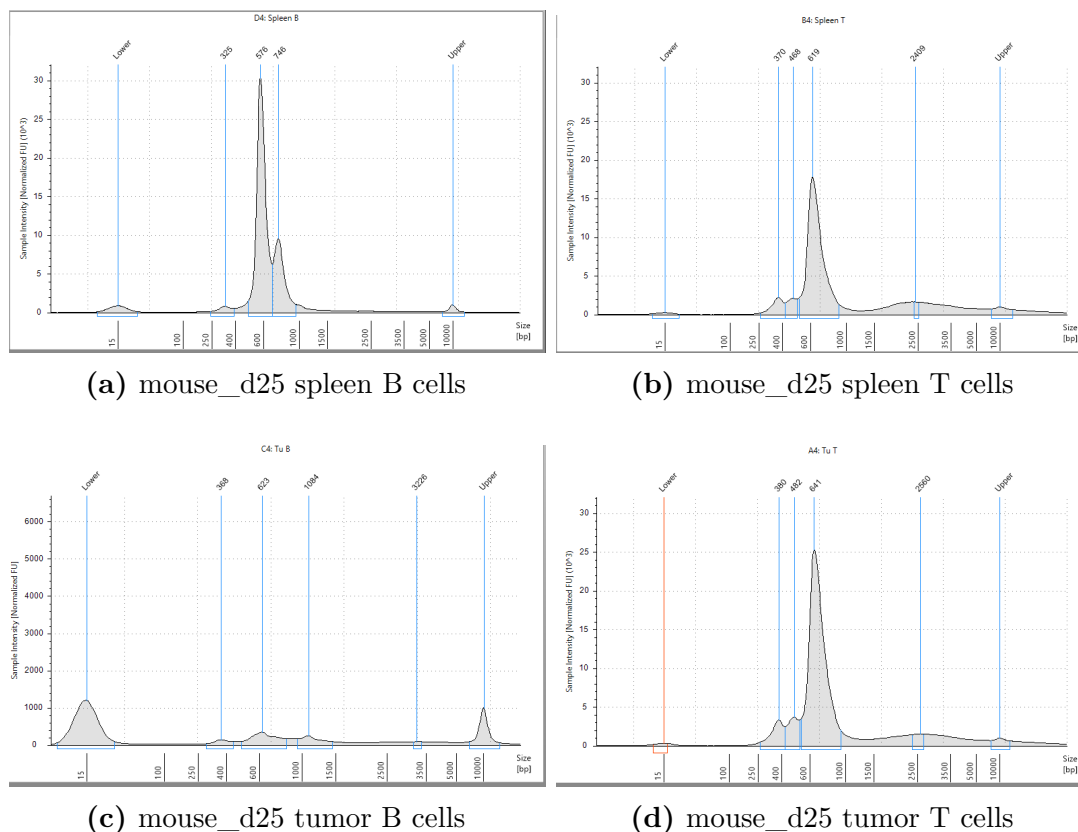 D4: Spleen B
Lower 325 576 746 Upper
Sample Intensity [Normalized FU] (10^3)
30
25
20
15
10
5
0
15 100 250 400 600 1000 1500 2500 3500 5000 10000
Size
[bp]
(a) mouse_d25 spleen B cells
B4: Spleen T
Lower 370 468 619 2409 Upper
Sample Intensity [Normalized FU] (10^3)
30
25
20
15
10
5
0
15 100 250 400 600 1000 1500 2500 3500 5000 10000
Size
[bp]
(b) mouse_d25 spleen T cells
C4: Tu B
Lower 368 623 1084 3226 Upper
Sample Intensity [Normalized FU]
6000
5000
4000
3000
2000
1000
0
15 100 250 400 600 1000 1500 2500 3500 5000 10000
Size
[bp]
(c) mouse_d25 tumor B cells
A4: Tu T
Lower 380 482 641 2560 Upper
Sample Intensity [Normalized FU] (10^3)
30
25
20
15
10
5
0
15 100 250 400 600 1000 1500 2500 3500 5000 10000
Size
[bp]
(d) mouse_d25 tumor T cells